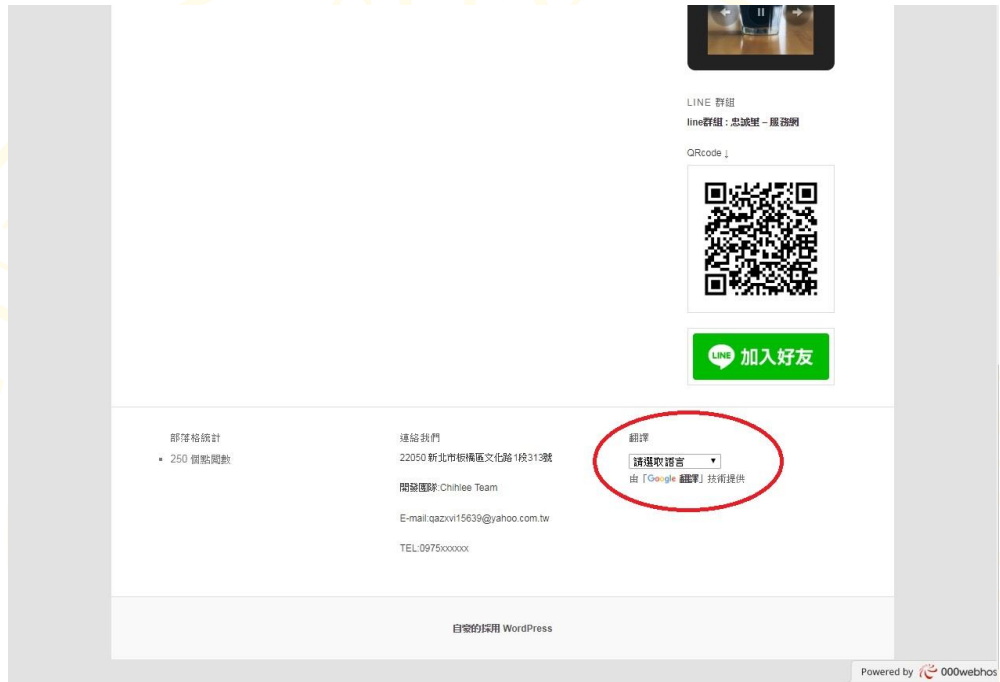 LINE 群組
line群組 : 忠誠里 – 服務網
QRcode ↓
LINE 加入好友
部落格統計
250 個點閱數
連絡我們
22050 新北市板橋區文化路1段313號
開發團隊:Chihlee Team
E-mail:qazxvi15639@yahoo.com.tw
TEL:0975xxxxxx
翻譯
請選取語言
由「Google 翻譯」技術提供
自豪的採用 WordPress
Powered by 000webhos